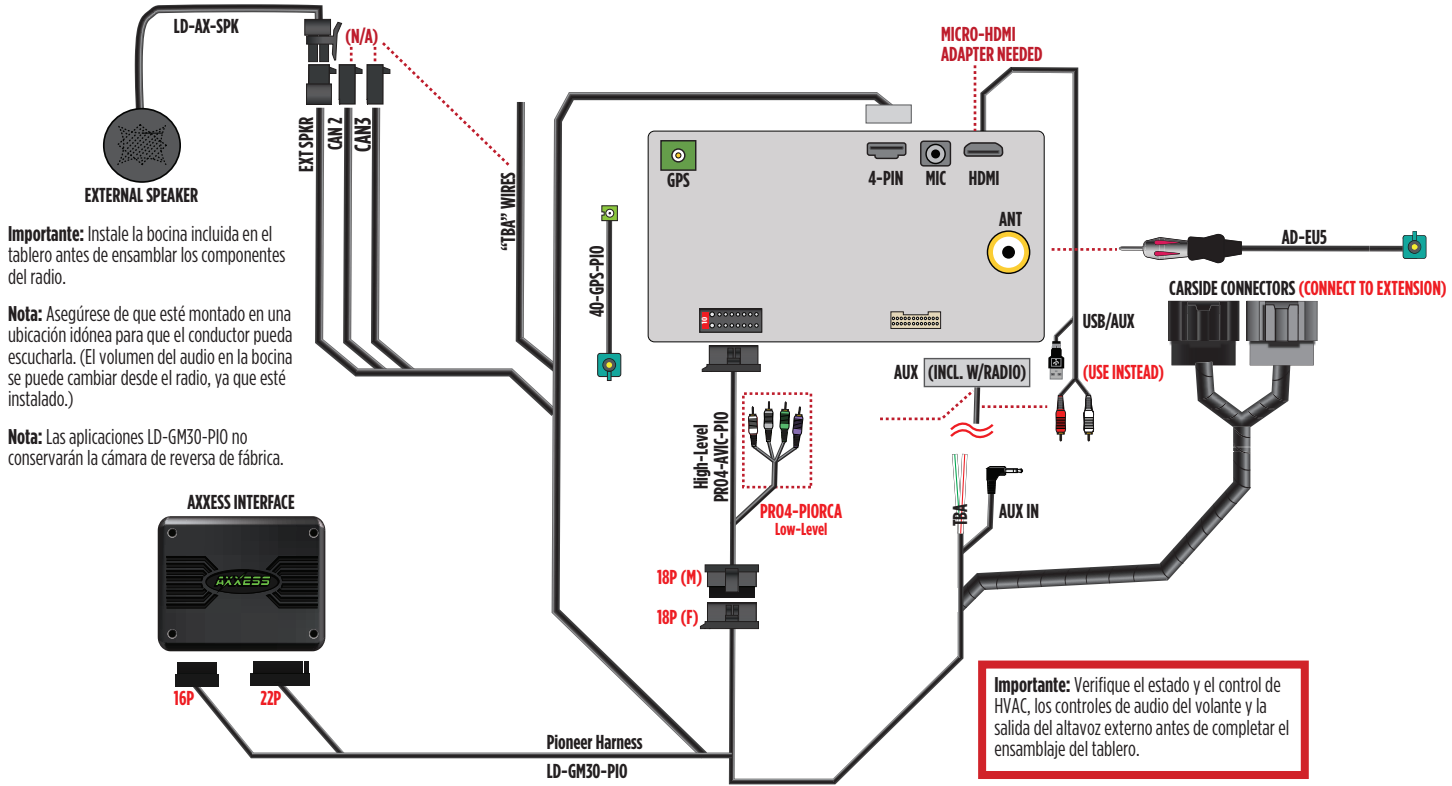 LD-AX-SPK
(N/A)
EXTERNAL SPEAKER
EXT SPKR
CAN 2
CAN3
"TBA" WIRES
MICRO-HDMI
ADAPTER NEEDED
GPS
4-PIN
MIC
HDMI
ANT
40-GPS-PIO
10
AD-EU5
CARSIDE CONNECTORS (CONNECT TO EXTENSION)
USB/AUX
AUX (INCL. W/RADIO)
(USE INSTEAD)
Importante: Instale la bocina incluida en el
tablero antes de ensamblar los componentes
del radio.
Nota: Asegúrese de que esté montado en una
ubicación idónea para que el conductor pueda
escucharla. (El volumen del audio en la bocina
se puede cambiar desde el radio, ya que esté
instalado.)
Nota: Las aplicaciones LD-GM30-PIO no
conservarán la cámara de reversa de fábrica.
High-Level
PR04-AVIC-PIO
PR04-PIORCA
Low-Level
TBA
AUX IN
18P (M)
18P (F)
AXXESS INTERFACE
AXXESS
16P
22P
Pioneer Harness
LD-GM30-PIO
Importante: Verifique el estado y el control de
HVAC, los controles de audio del volante y la
salida del altavoz externo antes de completar el
ensamblaje del tablero.